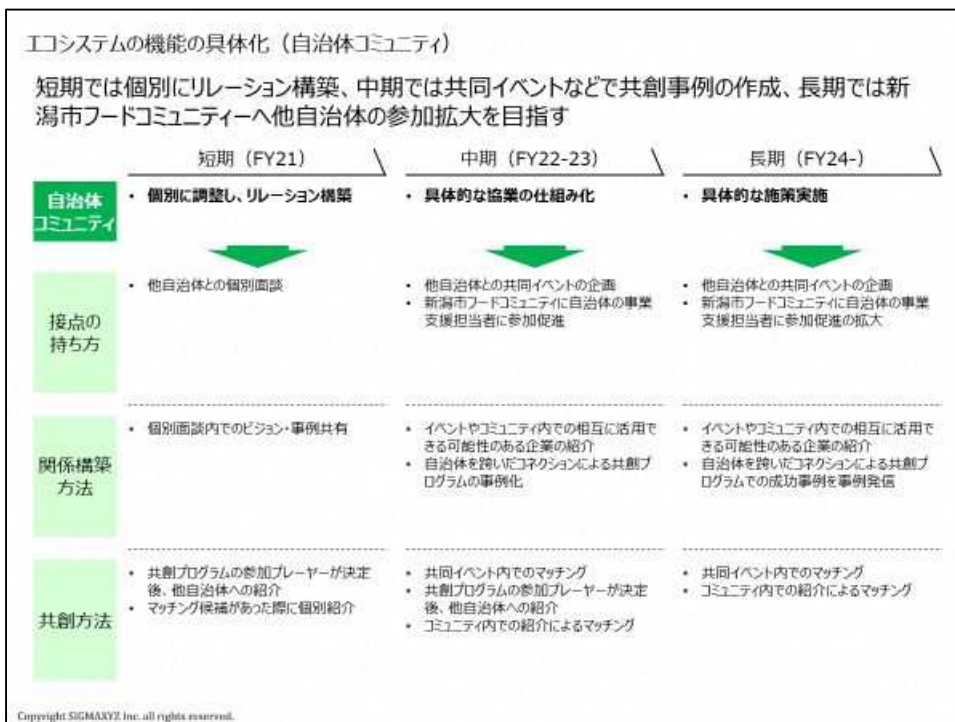 エコシステムの機能の具体化（自治体コミュニティ）
短期では個別にリレーション構築、中期では共同イベントなどで共創事例の作成、長期では新
潟市フードコミュニティーへ他自治体の参加拡大を目指す
短期（FY21）
中期（FY22-23）
長期（FY24-）
自治体
コミュニティ
• 個別に調整し、リレーション構築
• 具体的な協業の仕組み化
• 具体的な施策実施
接点の
持ち方
• 他自治体との個別面談
• 他自治体との共同イベントの企画
• 新潟市フードコミュニティに自治体の事業
支援担当者に参加促進
• 他自治体との共同イベントの企画
• 新潟市フードコミュニティに自治体の事業
支援担当者に参加促進の拡大
関係構築
方法
• 個別面談内でのビジョン・事例共有
• イベントやコミュニティ内での相互に活用で
きる可能性のある企業の紹介
• 自治体を跨いだコネクションによる共創プ
ログラムの事例化
• イベントやコミュニティ内での相互に活用で
きる可能性のある企業の紹介
• 自治体を跨いだコネクションによる共創プ
ログラムでの成功事例を事例発信
共創方法
• 共創プログラムの参加プレーヤーが決定
後、他自治体への紹介
• マッチング候補があった際に個別紹介
• 共同イベント内でのマッチング
• 共創プログラムの参加プレーヤーが決定
後、他自治体への紹介
• コミュニティ内での紹介によるマッチング
• 共同イベント内でのマッチング
• コミュニティ内での紹介によるマッチング
Copyright SIGMAXYZ Inc. all rights reserved.